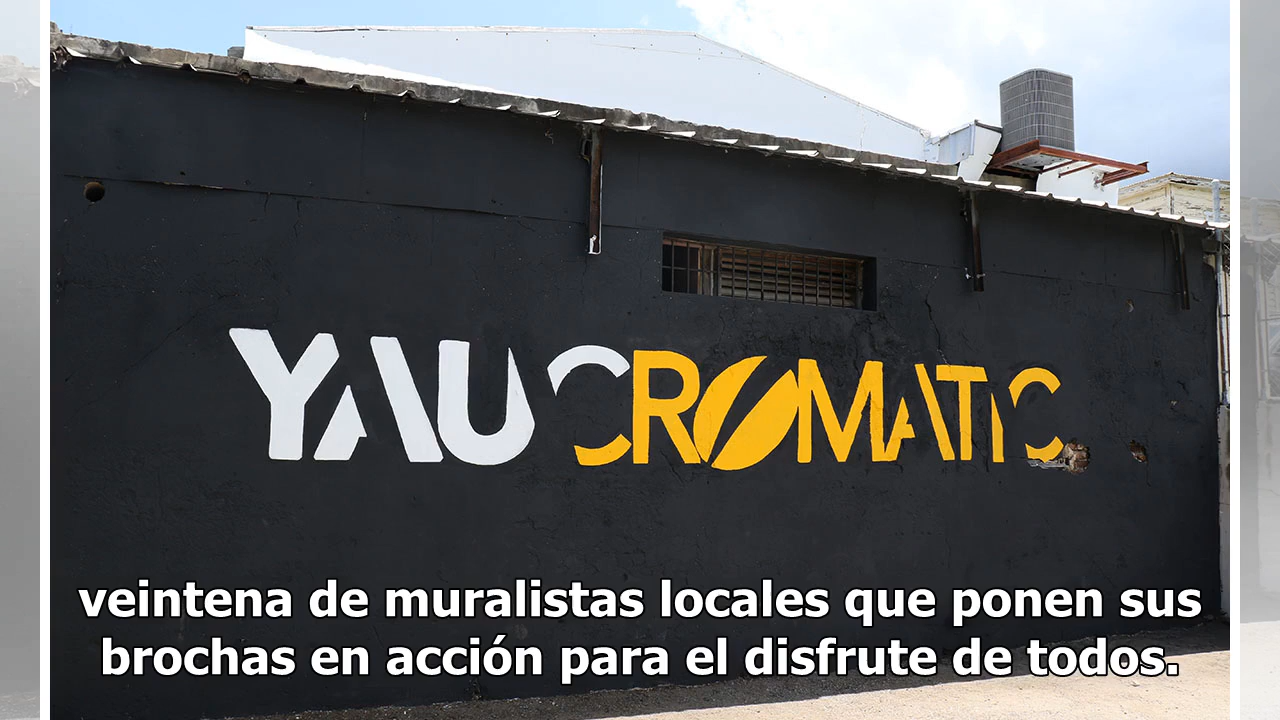 YAUCROMATIC
veintena de muralistas locales que ponen sus
brochas en acción para el disfrute de todos.